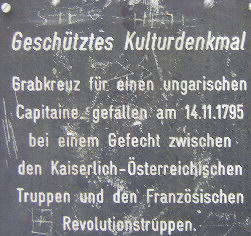 Geschütztes Kulturdenkmal
Grabkreuz für einen ungarischen
Capitaine, gefallen am 14.11.1795
bei einem Gefecht zwischen
den Kaiserlich-Österreichischen
Truppen und den Französischen
Revolutionstruppen.